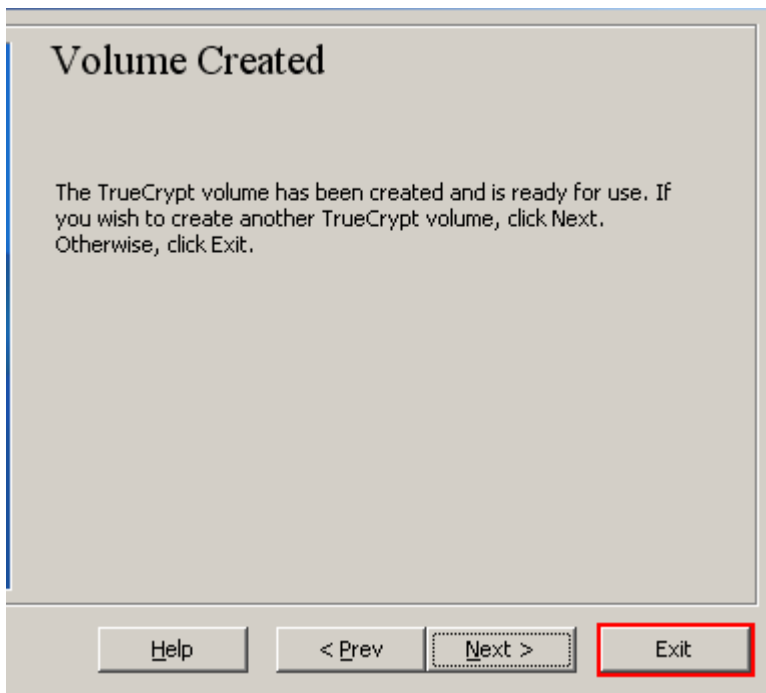 Volume Created
The TrueCrypt volume has been created and is ready for use. If
you wish to create another TrueCrypt volume, click Next.
Otherwise, click Exit.
Help
< Prev
Next >
Exit